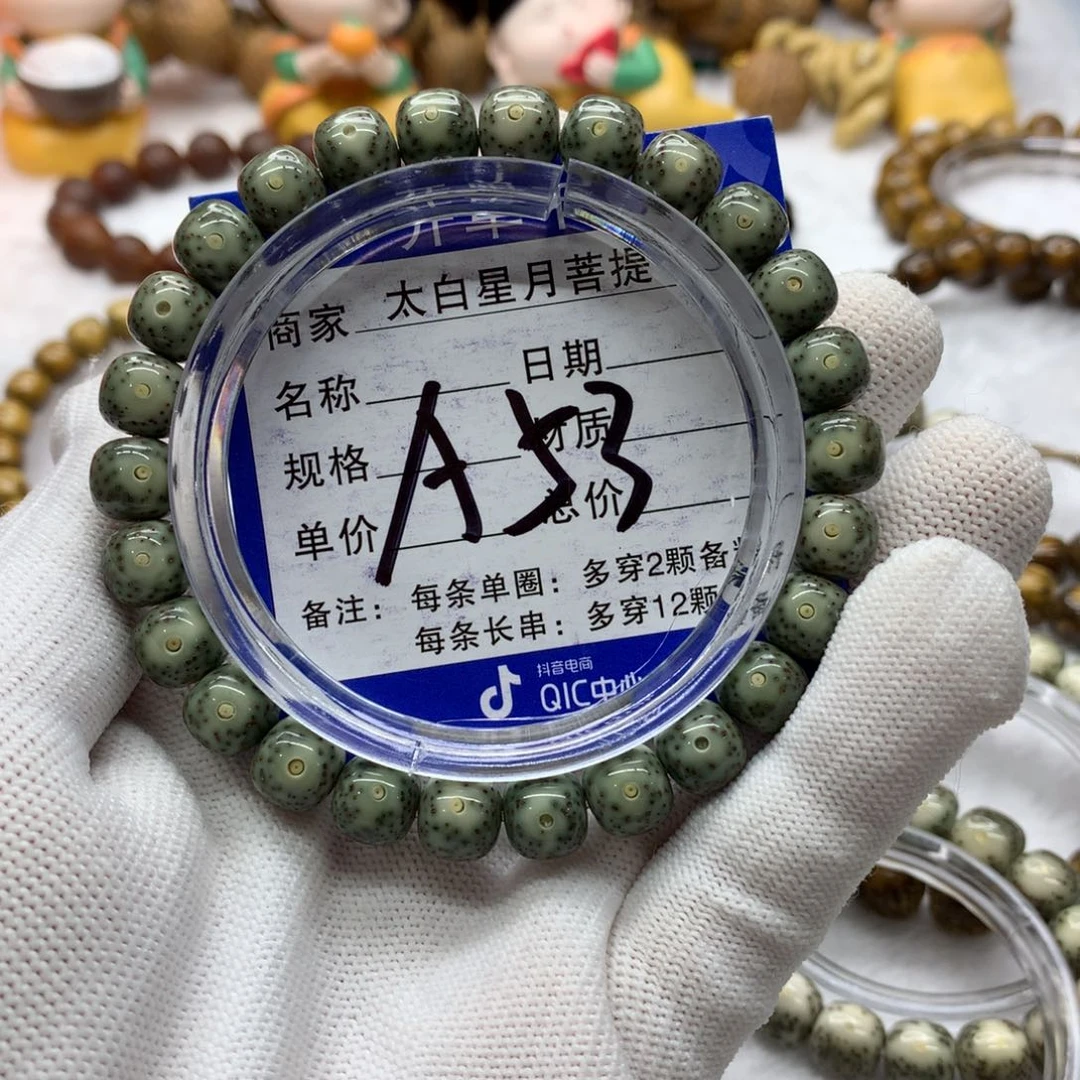 商家 太白星月菩提
名称 日期
规格 材质
单价 总价
A53
备注： 每条单圈：多穿2颗备
每条长串：多穿12颗
抖音电商
QIC中心